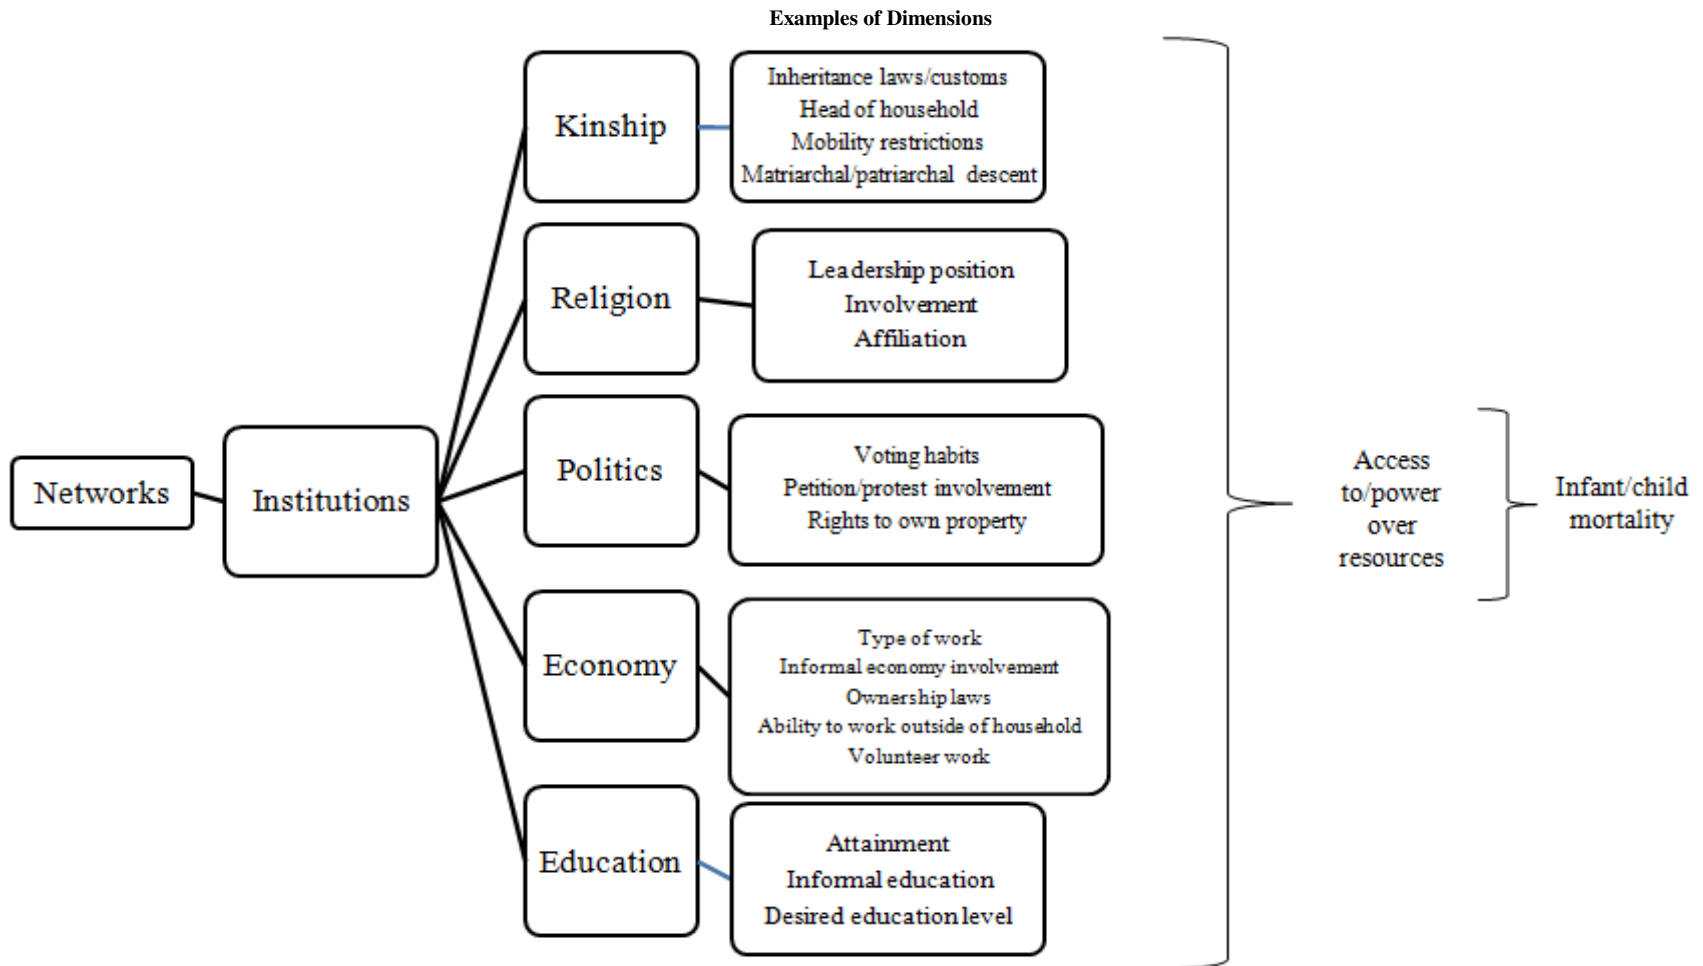 Examples of Dimensions
Kinship
Inheritance laws/customs
Head of household
Mobility restrictions
Matriarchal/patriarchal descent
Religion
Leadership position
Involvement
Affiliation
Networks
Institutions
Politics
Voting habits
Petition/protest involvement
Rights to own property
Economy
Type of work
Informal economy involvement
Ownership laws
Ability to work outside of household
Volunteer work
Education
Attainment
Informal education
Desired education level
Access
to/power
over
resources
Infant/child
mortality